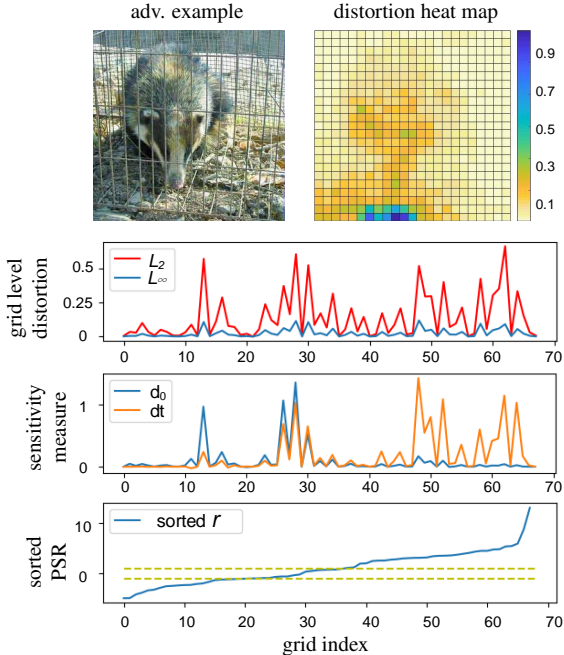 adv. example
distortion heat map
0.9
0.7
0.5
0.3
0.1
grid level
distortion
0.5
0.25
0
L₂
L∞
0 10 20 30 40 50 60 70
sensitivity
measure
1
0
d₀
dt
0 10 20 30 40 50 60 70
sorted
PSR
10
0
sorted r
0 10 20 30 40 50 60 70
grid index